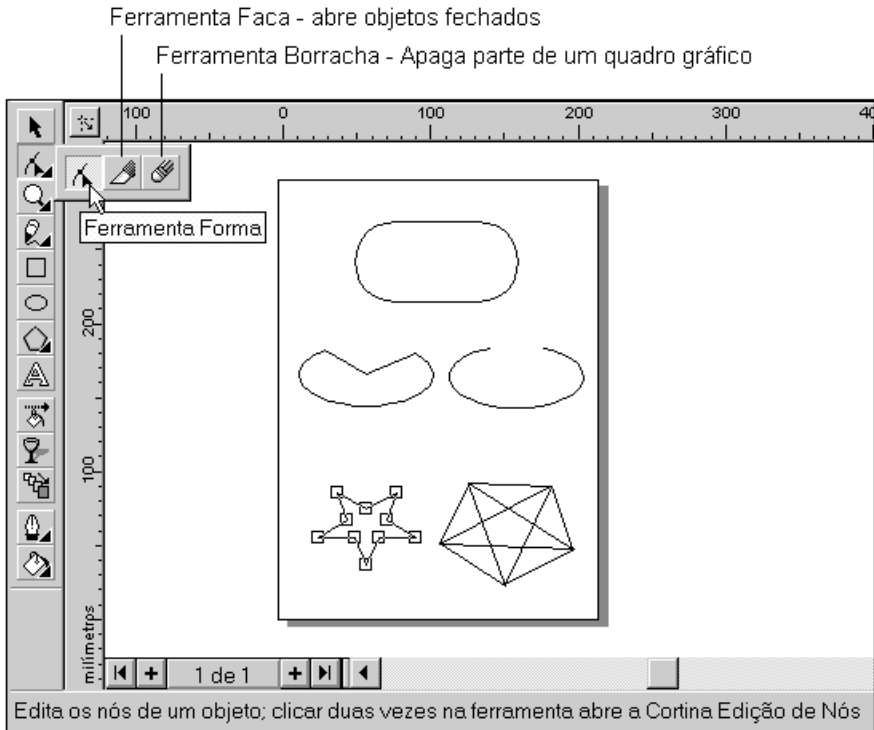 Ferramenta Faca - abre objetos fechados
Ferramenta Borracha - Apaga parte de um quadro gráfico
100 0 100 200 300 40
Ferramenta Forma
200
100
milímetros
1 de 1
Edita os nós de um objeto; clicar duas vezes na ferramenta abre a Cortina Edição de Nós